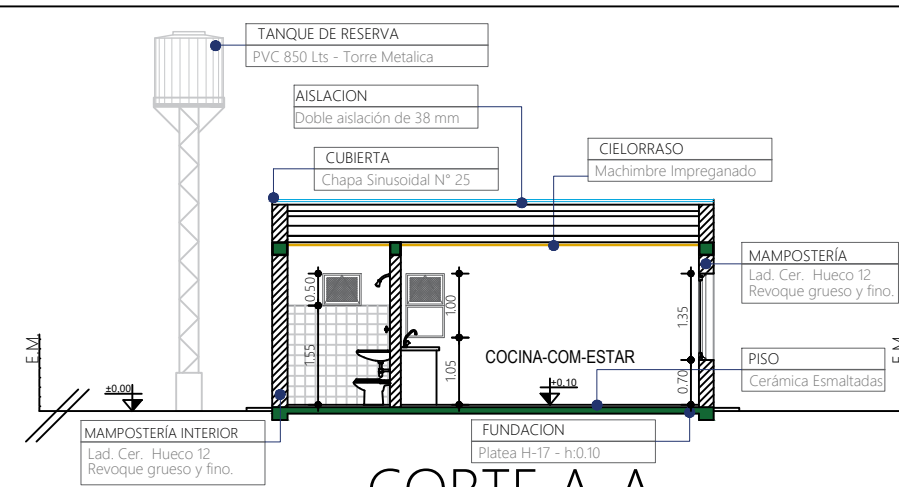 TANQUE DE RESERVA
PVC 850 Lts - Torre Metalica
AISLACION
Doble aislación de 38 mm
CUBIERTA
Chapa Sinusoidal N° 25
CIELORRASO
Machimbre Impreganado
MAMPOSTERÍA
Lad. Cer. Hueco 12
Revoque grueso y fino.
0.50
1.00
1.35
E.M
E.M
1.55
1.05
COCINA-COM-ESTAR
0.70
PISO
Cerámica Esmaltadas
±0,00
±0.10
MAMPOSTERÍA INTERIOR
Lad. Cer. Hueco 12
Revoque grueso y fino.
FUNDACION
Platea H-17 - h:0.10
CORTE A-A